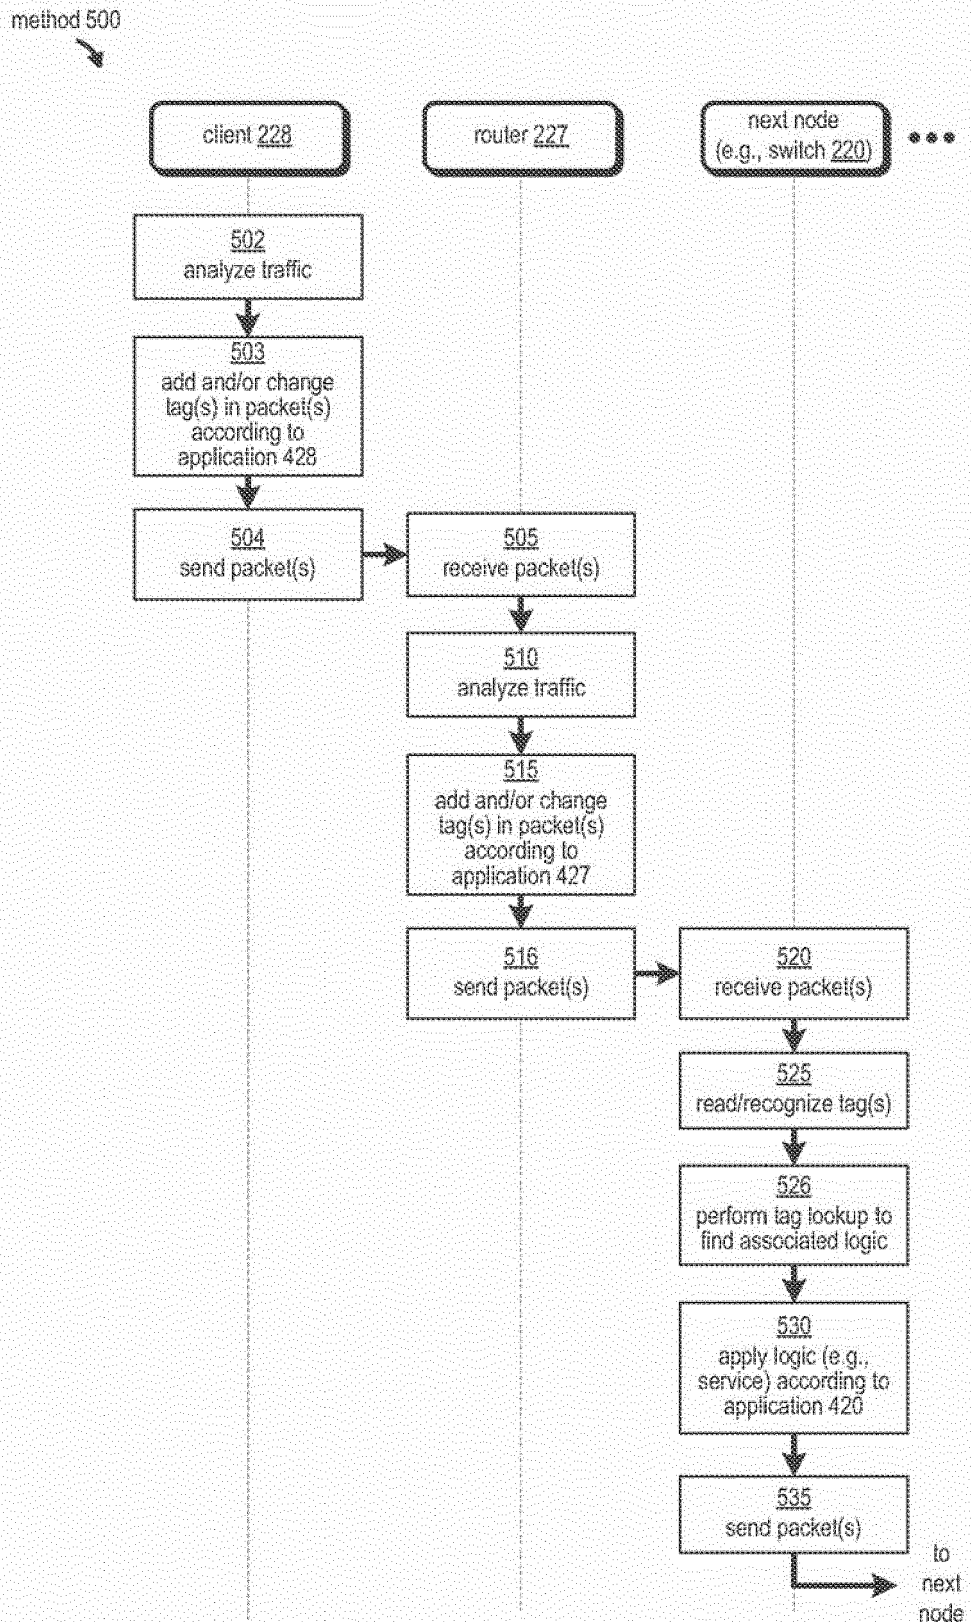 method 500
client 228
router 227
next node
(e.g., switch 220)
502
analyze traffic
503
add and/or change
tag(s) in packet(s)
according to
application 428
504
send packet(s)
505
receive packet(s)
510
analyze traffic
515
add and/or change
tag(s) in packet(s)
according to
application 427
516
send packet(s)
520
receive packet(s)
525
read/recognize tag(s)
526
perform tag lookup to
find associated logic
530
apply logic (e.g.,
service) according to
application 420
535
send packet(s)
to
next
node